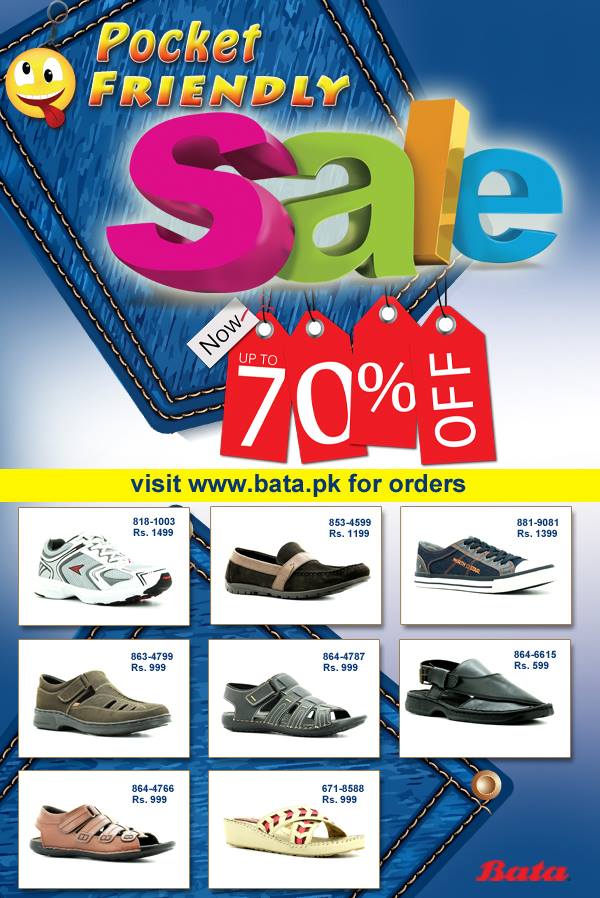 Pocket
FRIENDLY
Sale
Now
UP TO
70% OFF
visit www.bata.pk for orders
818-1003
Rs. 1499
853-4599
Rs. 1199
881-9081
Rs. 1399
863-4799
Rs. 999
864-4787
Rs. 999
864-6615
Rs. 599
864-4766
Rs. 999
671-8588
Rs. 999
Bata